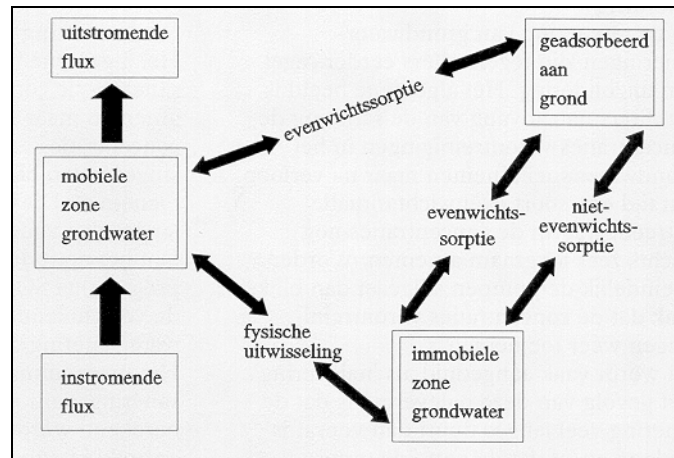 uitstromende
flux
geadsorbeerd
aan
grond
evenwichtssorptie
mobiele
zone
grondwater
evenwichts-
sorptie
niet-
evenwichts-
sorptie
fysische
uitwisseling
instromende
flux
immobiele
zone
grondwater